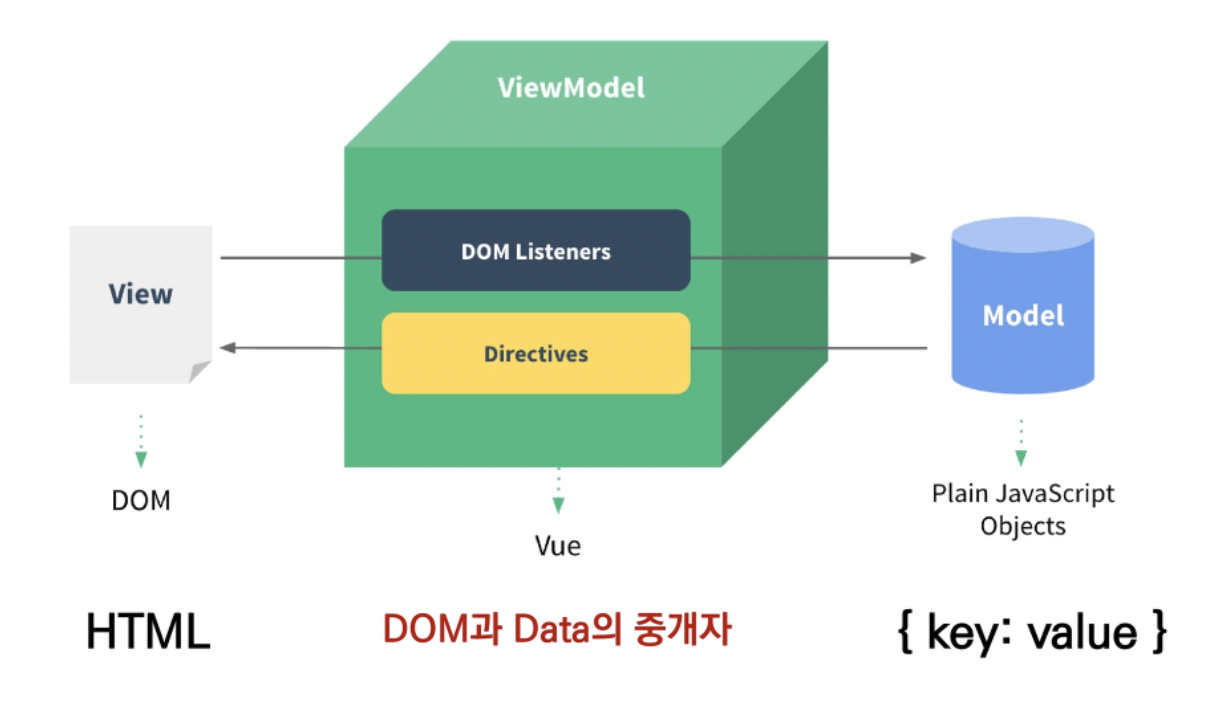 ViewModel
DOM Listeners
View
Model
Directives
DOM
Plain JavaScript
Objects
Vue
HTML
DOM과 Data의 중개자
{ key: value }